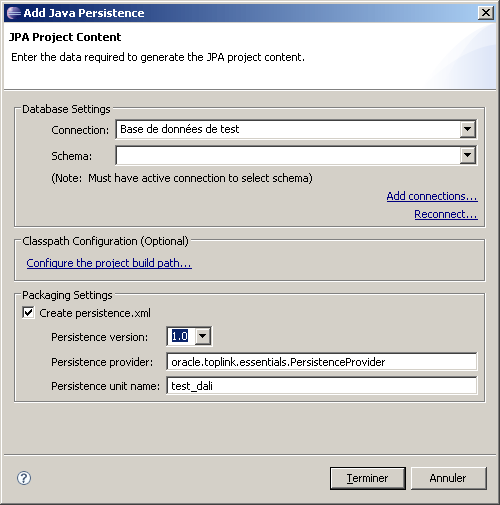 Add Java Persistence
JPA Project Content
Enter the data required to generate the JPA project content.
Database Settings
Connection: Base de données de test
Schema:
(Note: Must have active connection to select schema)
Add connections...
Reconnect...
Classpath Configuration (Optional)
Configure the project build path...
Packaging Settings
Create persistence.xml
Persistence version: 1.0
Persistence provider: oracle.toplink.essentials.PersistenceProvider
Persistence unit name: test_dali
? Terminer Annuler